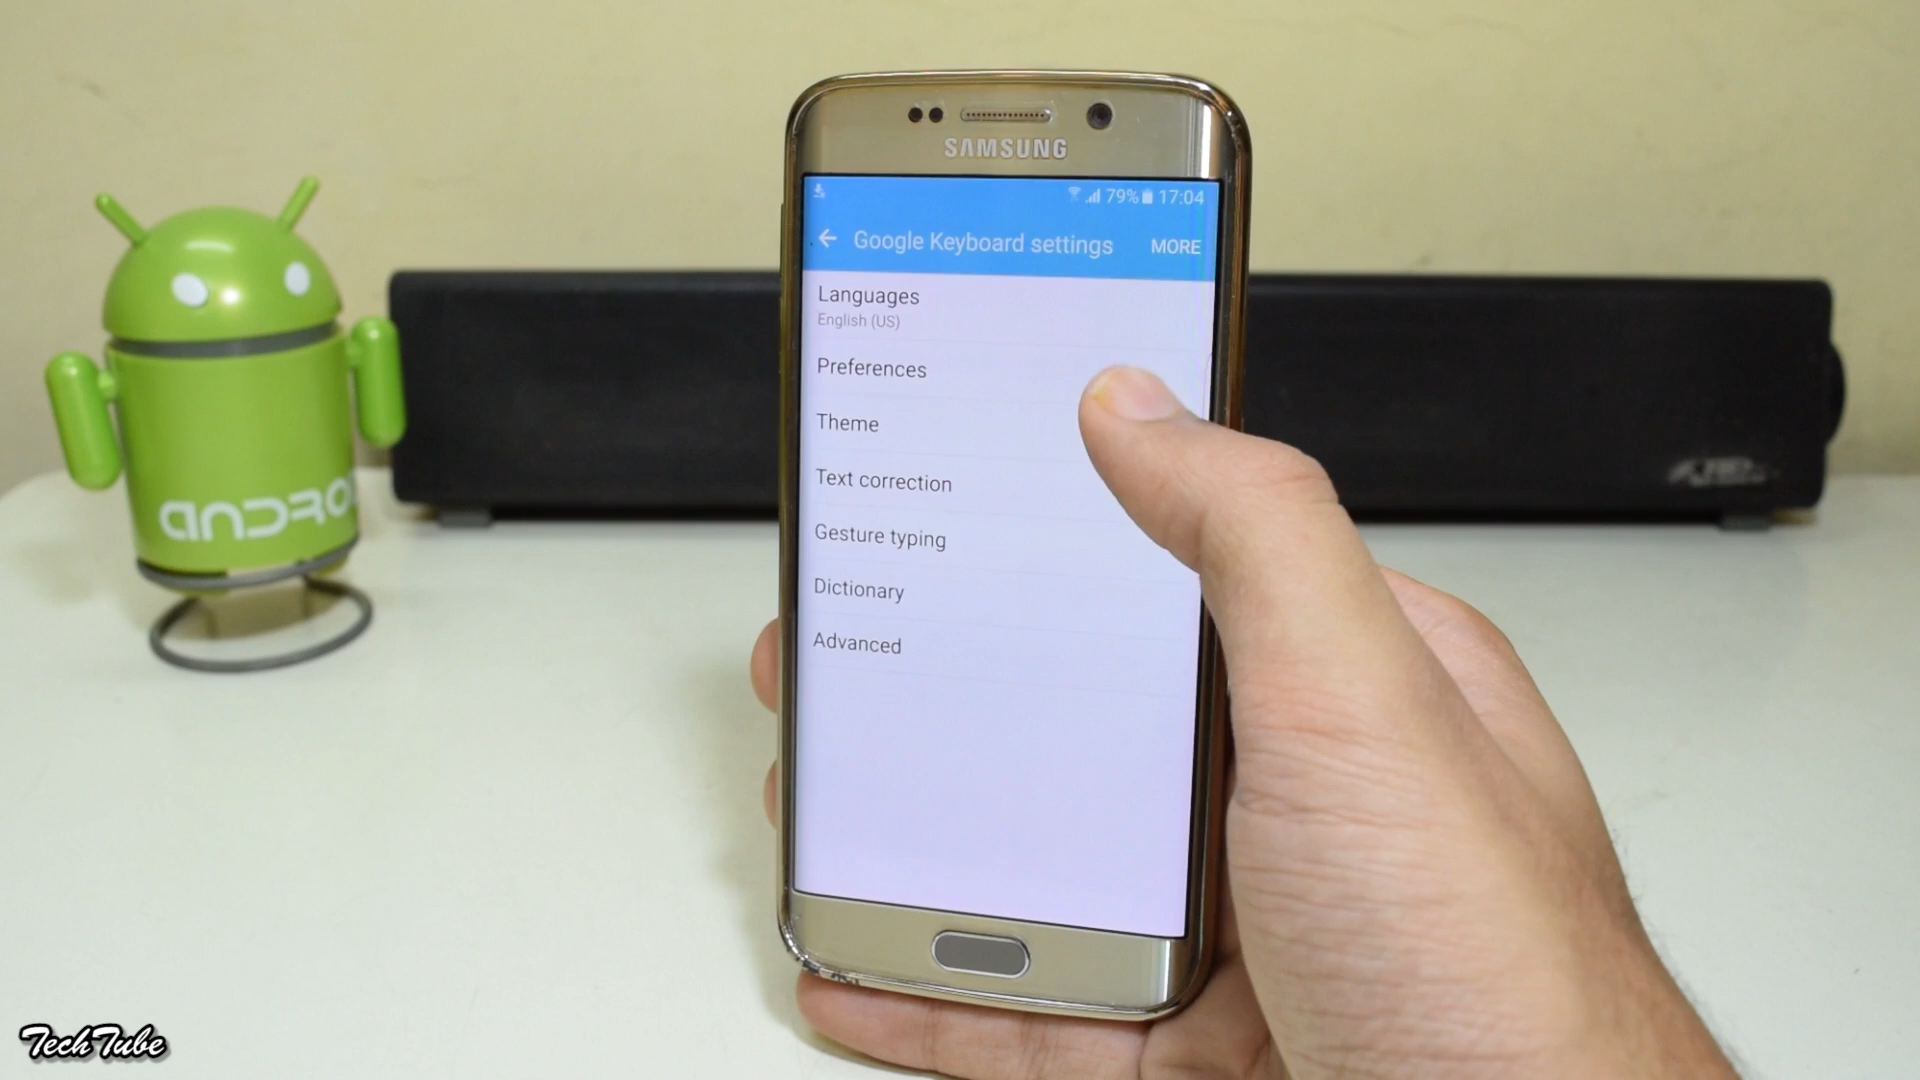 SAMSUNG
79% 17:04
Google Keyboard settings MORE
Languages
English (US)
Preferences
Theme
Text correction
Gesture typing
Dictionary
Advanced
TechTube